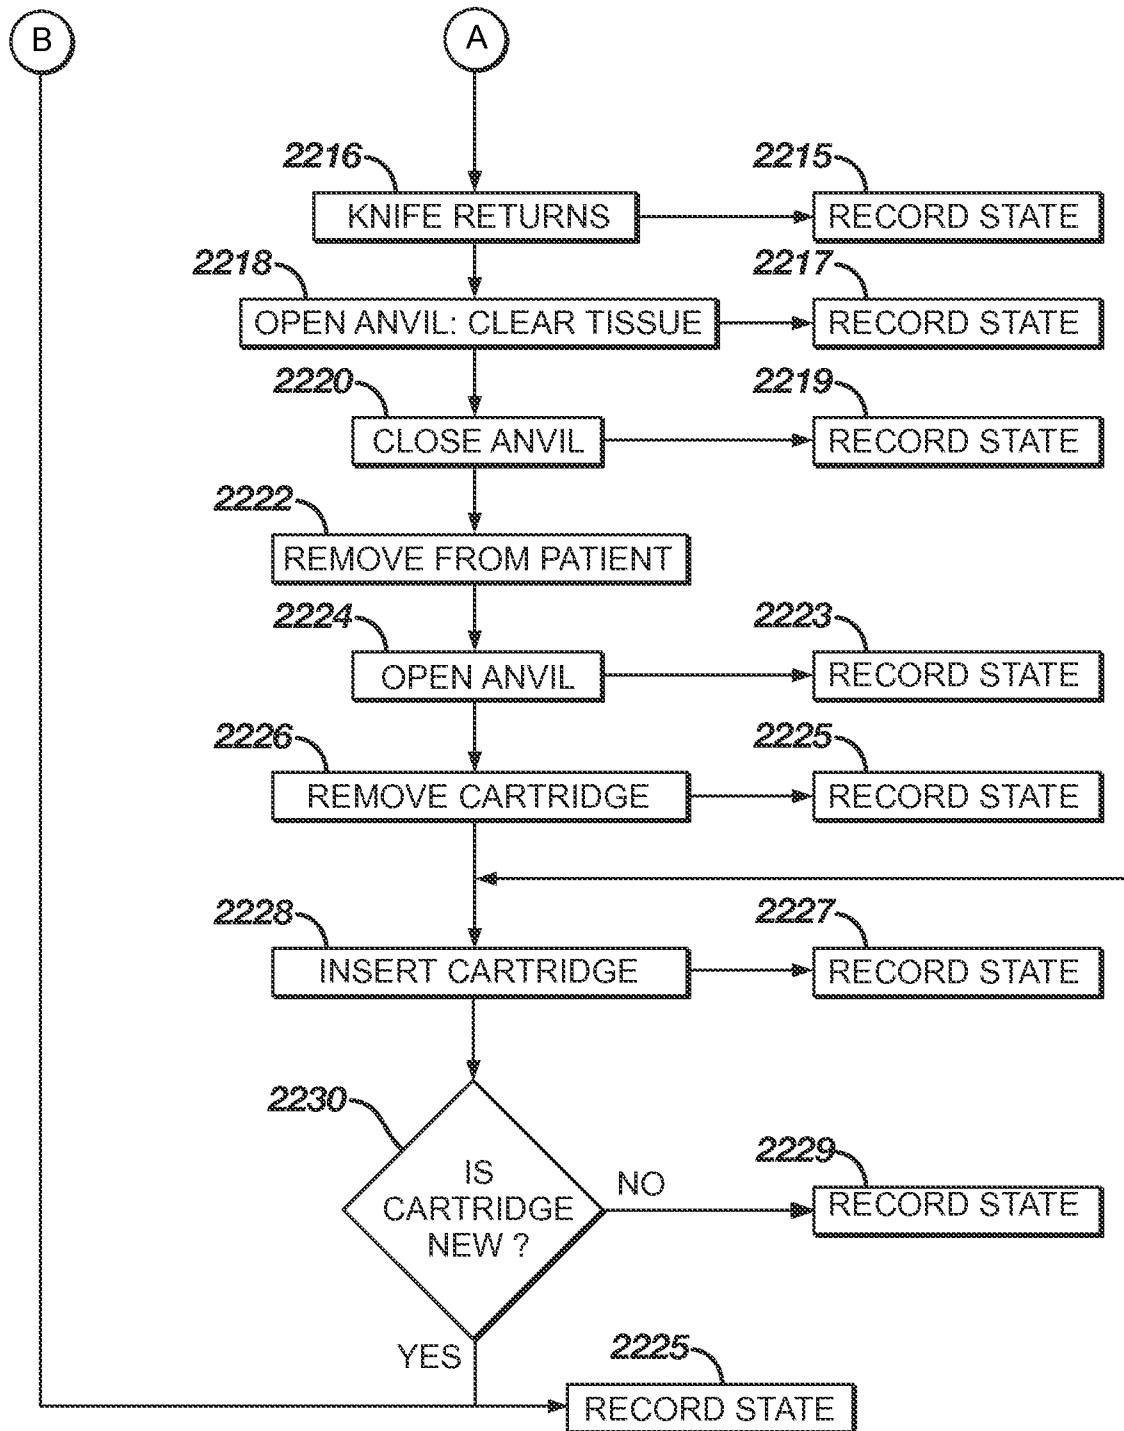 B
A
2216
2215
KNIFE RETURNS
RECORD STATE
2218
2217
OPEN ANVIL: CLEAR TISSUE
RECORD STATE
2220
2219
CLOSE ANVIL
RECORD STATE
2222
REMOVE FROM PATIENT
2224
2223
OPEN ANVIL
RECORD STATE
2226
2225
REMOVE CARTRIDGE
RECORD STATE
2228
2227
INSERT CARTRIDGE
RECORD STATE
2230
IS
CARTRIDGE
NEW ?
NO
2229
RECORD STATE
YES
2225
RECORD STATE